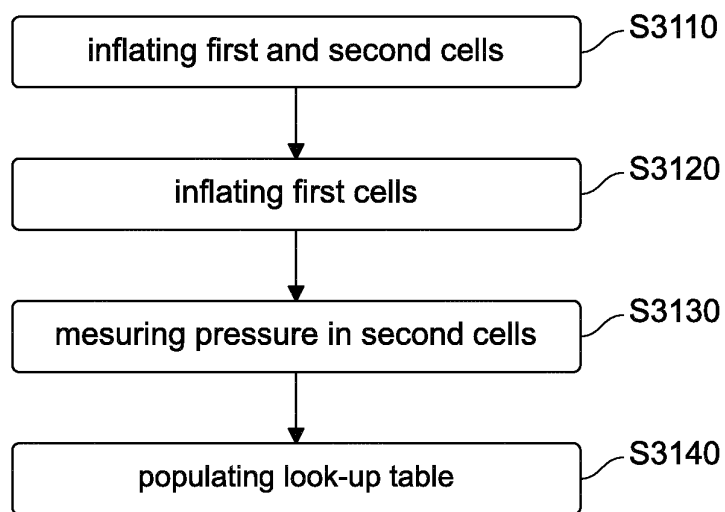 inflating first and second cells
S3110
inflating first cells
S3120
mesuring pressure in second cells
S3130
populating look-up table
S3140